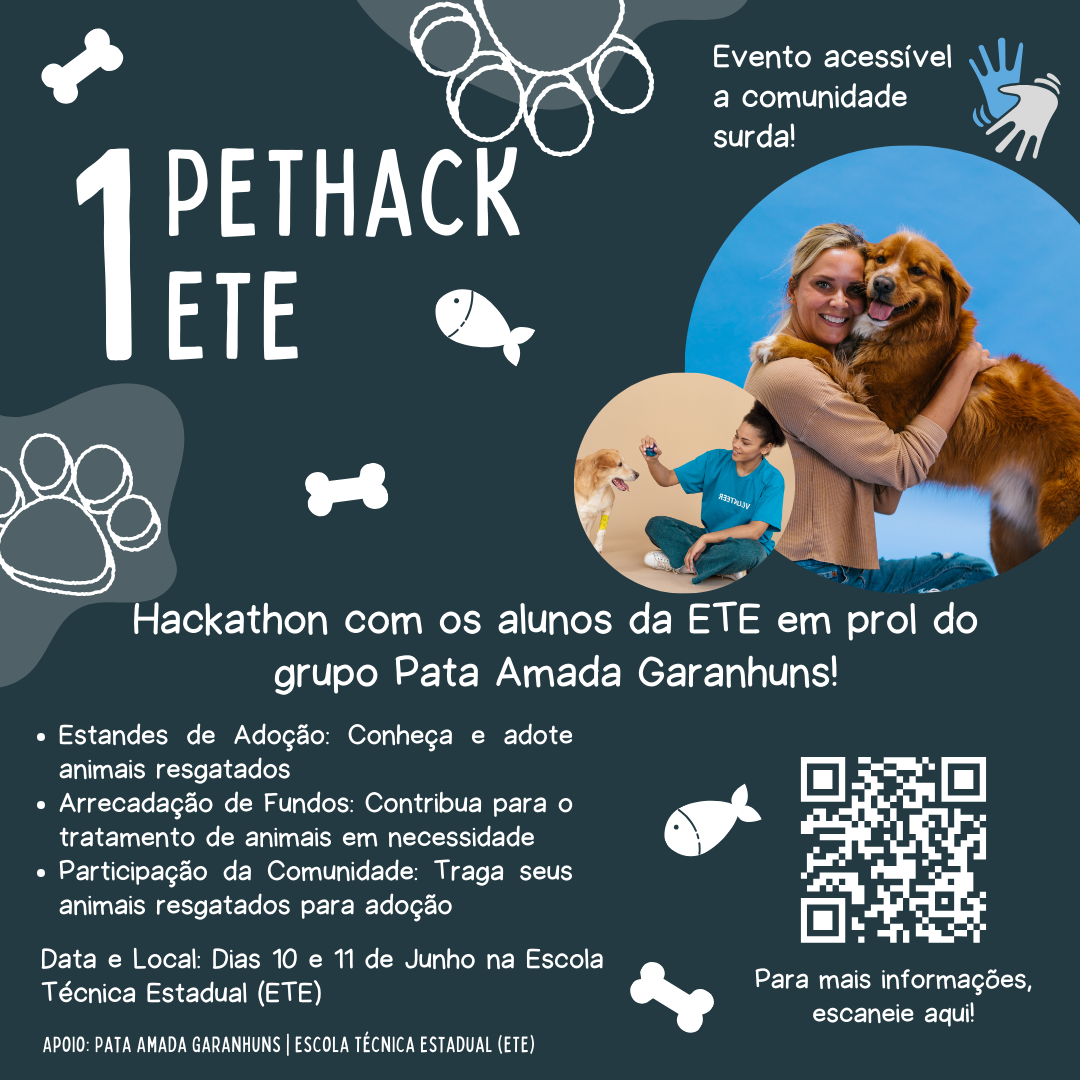 Evento acessível
a comunidade
surda!
1 PETHACK
ETE
VOLUNTEER
Hackathon com os alunos da ETE em prol do
grupo Pata Amada Garanhuns!
• Estandes de Adoção: Conheça e adote
animais resgatados
• Arrecadação de Fundos: Contribua para o
tratamento de animais em necessidade
• Participação da Comunidade: Traga seus
animais resgatados para adoção
Data e Local: Dias 10 e 11 de Junho na Escola
Técnica Estadual (ETE)
Para mais informações,
escaneie aqui!
APOIO: PATA AMADA GARANHUNS | ESCOLA TÉCNICA ESTADUAL (ETE)